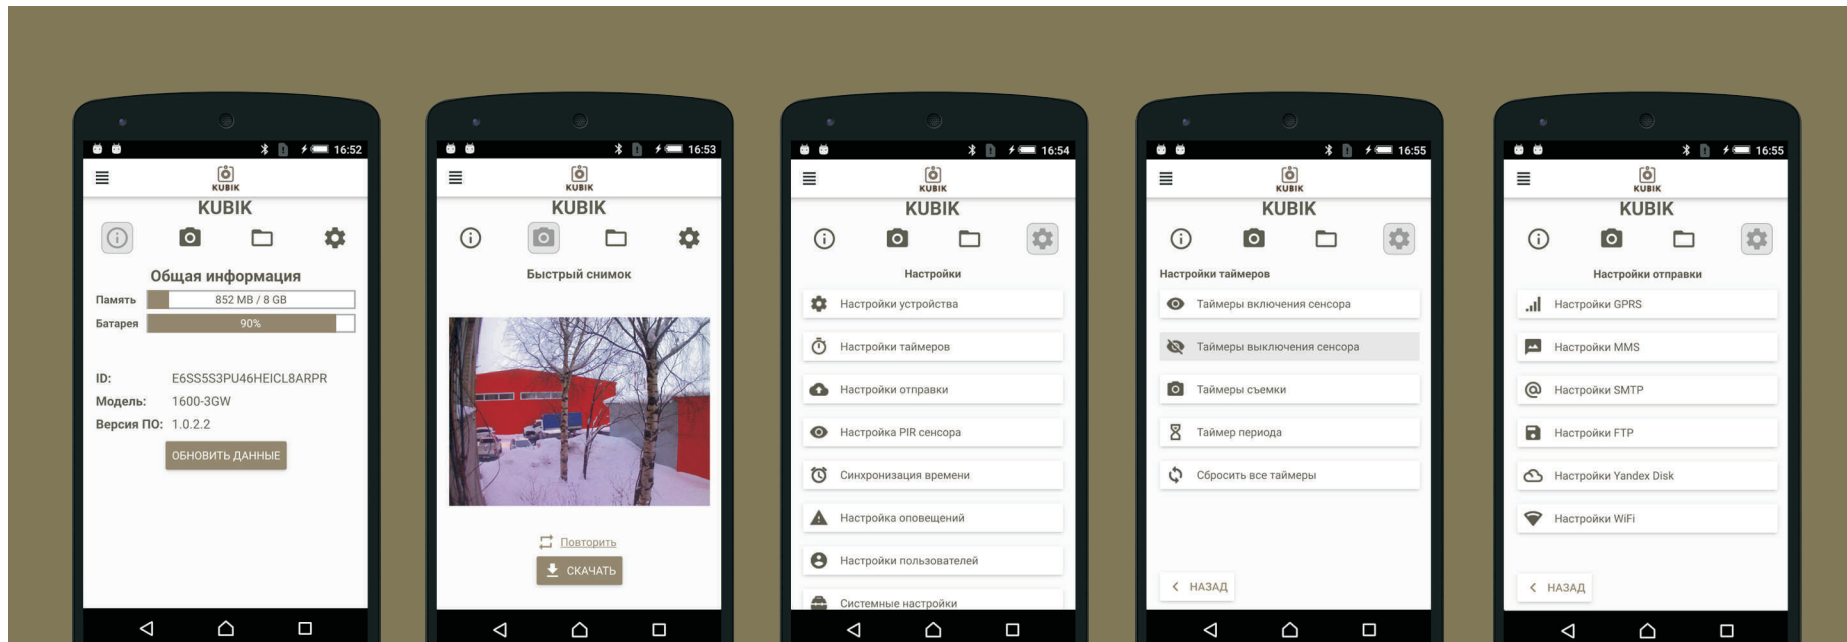 16:52
KUBIK
KUBIK
Общая информация
Память 852 MB / 8 GB
Батарея 90%
ID: E6SS5S3PU46HEICL8ARPR
Модель: 1600-3GW
Версия ПО: 1.0.2.2
ОБНОВИТЬ ДАННЫЕ
16:53
KUBIK
KUBIK
Быстрый снимок
Повторить
СКАЧАТЬ
16:54
KUBIK
KUBIK
Настройки
Настройки устройства
Настройки таймеров
Настройки отправки
Настройка PIR сенсора
Синхронизация времени
Настройка оповещений
Настройки пользователей
Системные настройки
16:55
KUBIK
KUBIK
Настройки таймеров
Таймеры включения сенсора
Таймеры выключения сенсора
Таймеры съемки
Таймер периода
Сбросить все таймеры
НАЗАД
16:55
KUBIK
KUBIK
Настройки отправки
Настройки GPRS
Настройки MMS
Настройки SMTP
Настройки FTP
Настройки Yandex Disk
Настройки WiFi
НАЗАД